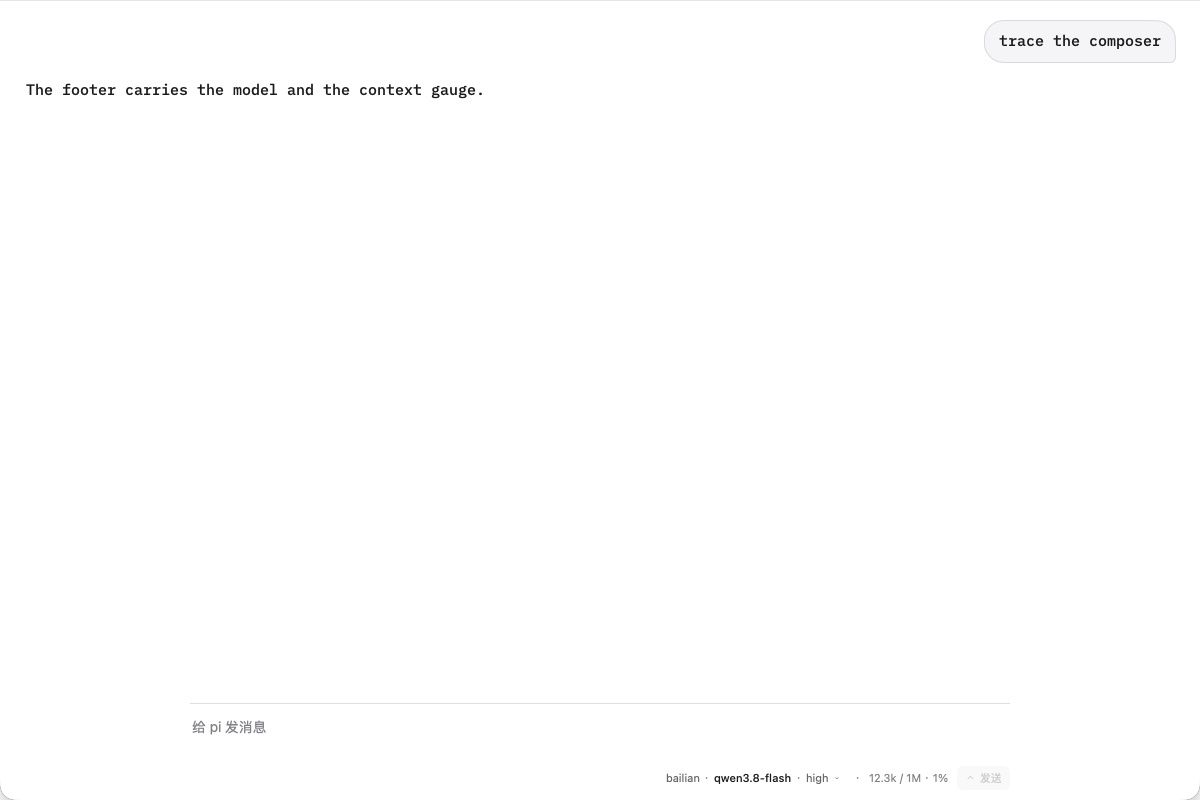 trace the composer
The footer carries the model and the context gauge.
给 pi 发消息
bailian · qwen3.8-flash · high · 12.3k / 1M · 1% 发送